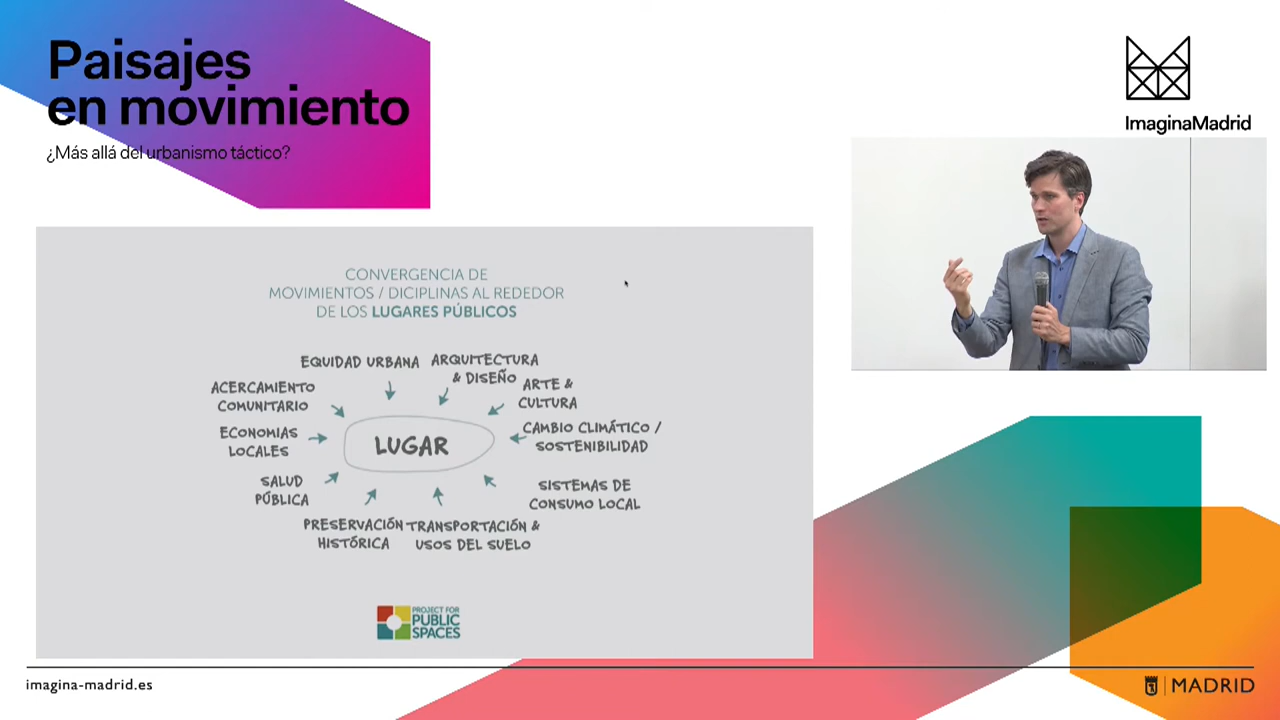 Paisajes
en movimiento
¿Más allá del urbanismo táctico?
ImaginaMadrid
CONVERGENCIA DE
MOVIMIENTOS / DICIPLINAS AL REDEDOR
DE LOS LUGARES PÚBLICOS
EQUIDAD URBANA
ARQUITECTURA
& DISEÑO
ACERCAMIENTO
COMUNITARIO
ARTE &
CULTURA
ECONOMIAS
LOCALES
LUGAR
CAMBIO CLIMÁTICO /
SOSTENIBILIDAD
SALUD
PÚBLICA
SISTEMAS DE
CONSUMO LOCAL
PRESERVACIÓN
HISTÓRICA
TRANSPORTACIÓN &
USOS DEL SUELO
PROJECT FOR
PUBLIC
SPACES
imagina-madrid.es
MADRID